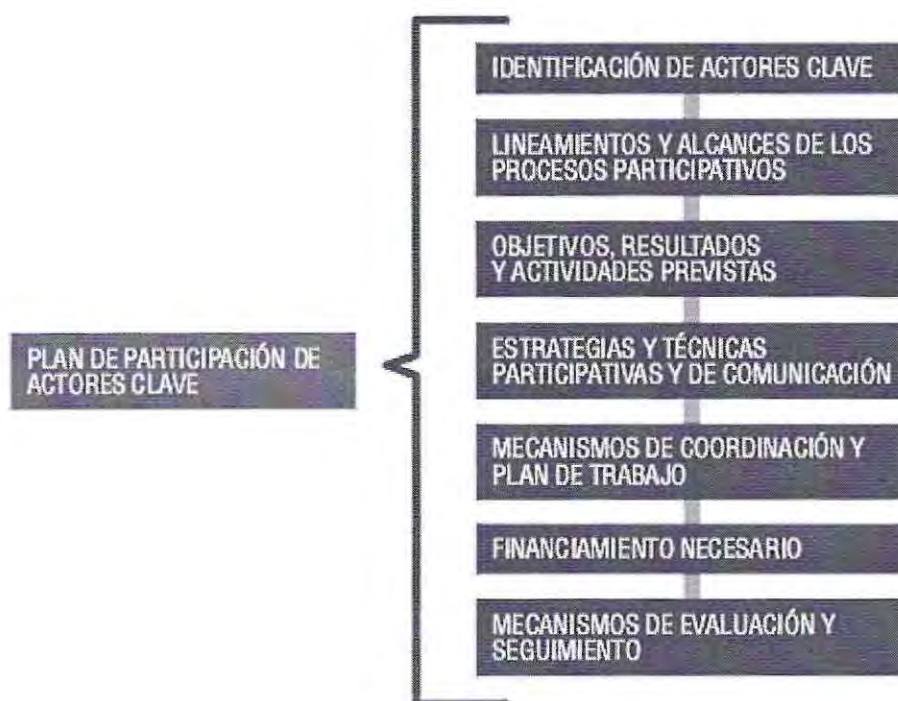 PLAN DE PARTICIPACIÓN DE
ACTORES CLAVE
IDENTIFICACIÓN DE ACTORES CLAVE
LINEAMIENTOS Y ALCANCES DE LOS
PROCESOS PARTICIPATIVOS
OBJETIVOS, RESULTADOS
Y ACTIVIDADES PREVISTAS
ESTRATEGIAS Y TÉCNICAS
PARTICIPATIVAS Y DE COMUNICACIÓN
MECANISMOS DE COORDINACIÓN Y
PLAN DE TRABAJO
FINANCIAMIENTO NECESARIO
MECANISMOS DE EVALUACIÓN Y
SEGUIMIENTO